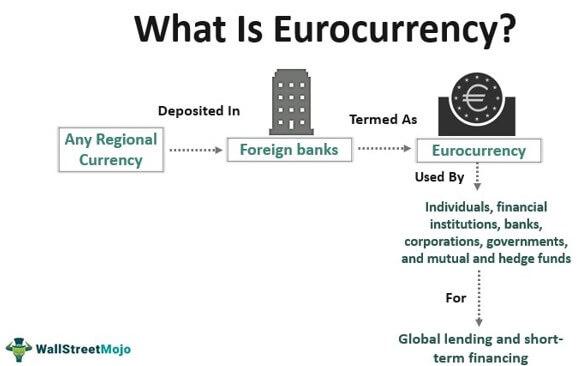 What Is Eurocurrency?
Deposited In
Termed As
Any Regional
Currency
Foreign banks
€
Eurocurrency
Used By
Individuals, financial
institutions, banks,
corporations, governments,
and mutual and hedge funds
For
Global lending and short-
term financing
WallStreetMojo